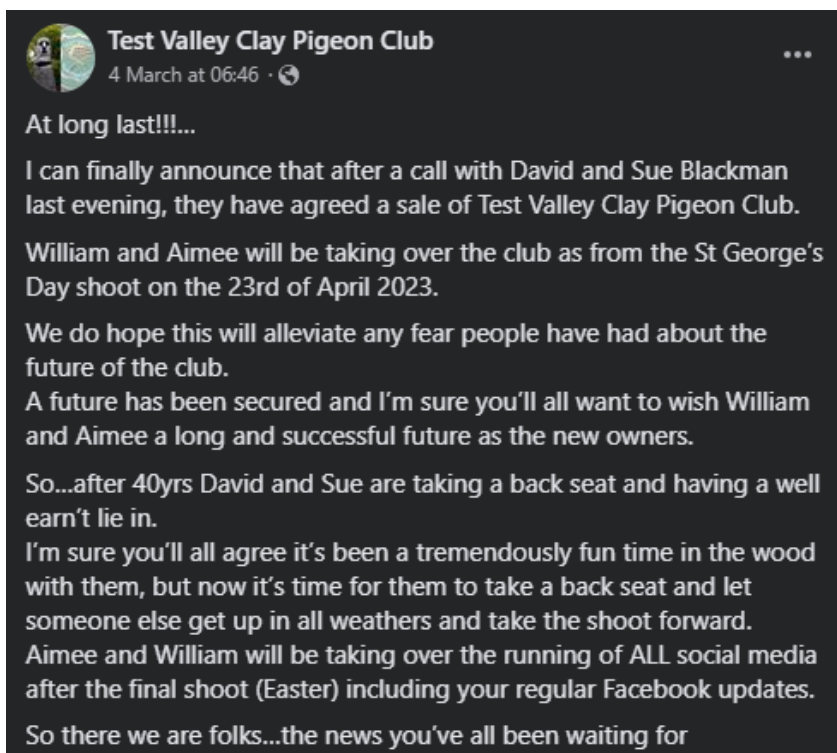 Test Valley Clay Pigeon Club
4 March at 06:46 ·
At long last!!!...
I can finally announce that after a call with David and Sue Blackman
last evening, they have agreed a sale of Test Valley Clay Pigeon Club.
William and Aimee will be taking over the club as from the St George's
Day shoot on the 23rd of April 2023.
We do hope this will alleviate any fear people have had about the
future of the club.
A future has been secured and I'm sure you'll all want to wish William
and Aimee a long and successful future as the new owners.
So...after 40yrs David and Sue are taking a back seat and having a well
earn't lie in.
I'm sure you'll all agree it's been a tremendously fun time in the wood
with them, but now it's time for them to take a back seat and let
someone else get up in all weathers and take the shoot forward.
Aimee and William will be taking over the running of ALL social media
after the final shoot (Easter) including your regular Facebook updates.
So there we are folks...the news you've all been waiting for